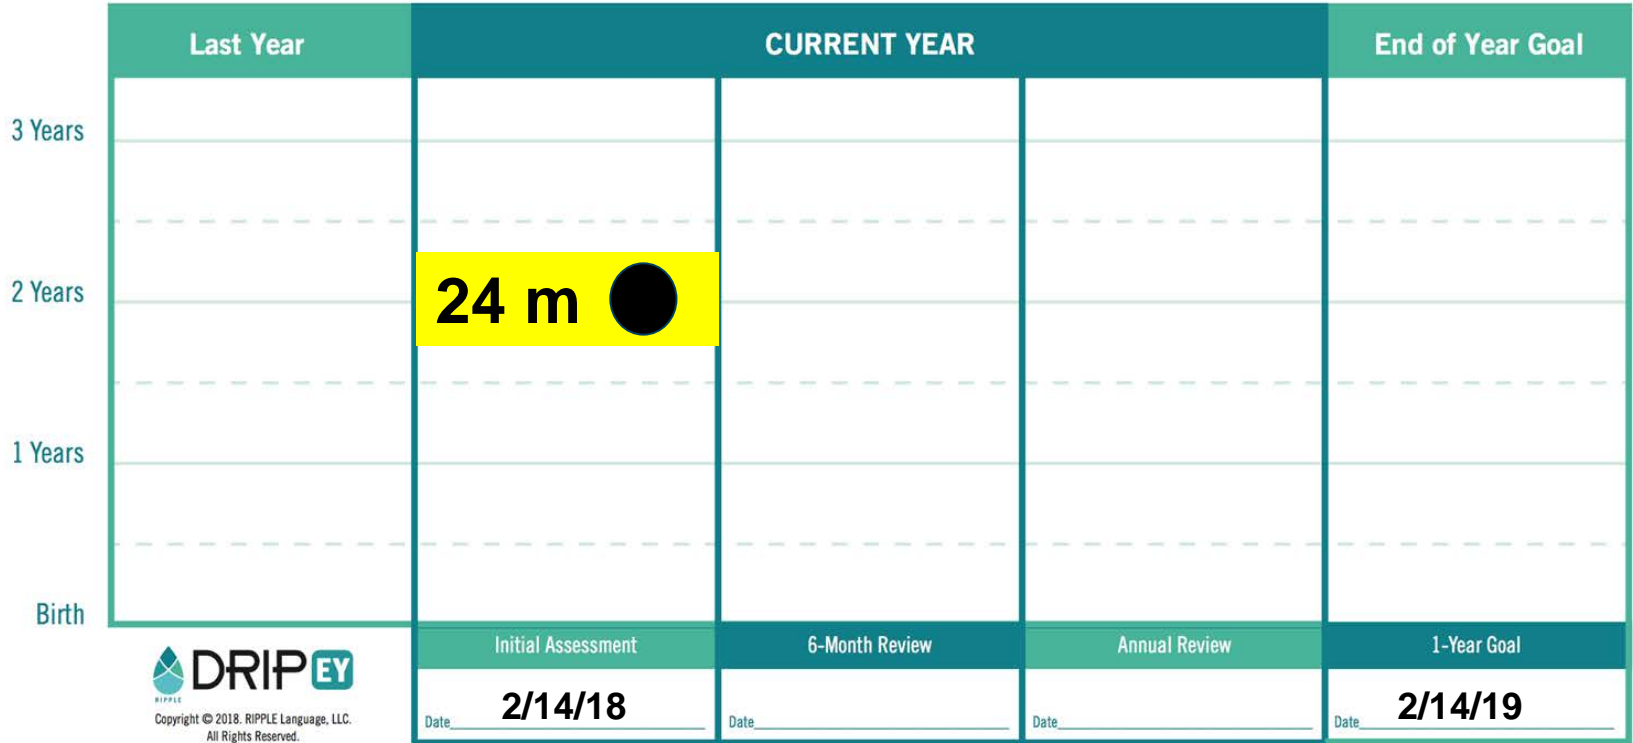 Last Year
CURRENT YEAR
End of Year Goal
3 Years
2 Years
24 m
1 Years
Birth
Initial Assessment
6-Month Review
Annual Review
1-Year Goal
DRIP EY
RIPPLE
Copyright © 2018. RIPPLE Language, LLC.
All Rights Reserved.
Date 2/14/18
Date
Date
Date 2/14/19